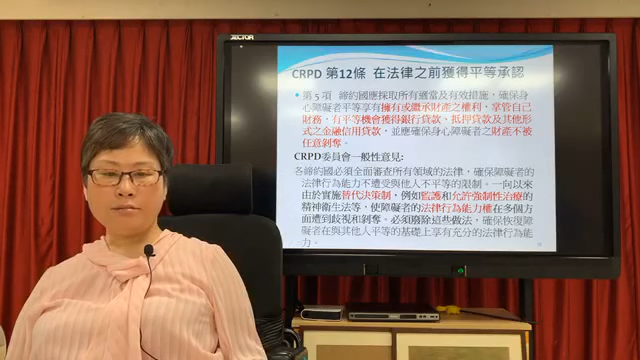 VECTOR
CRPD 第12條 在法律之前獲得平等承認
•第 5 項 締約國應採取所有適當及有效措施，確保身
心障礙者平等享有擁有或繼承財產之權利，掌管自己
財務，有平等機會獲得銀行貸款、抵押貸款及其他形
式之金融信用貸款，並應確保身心障礙者之財產不被
任意剝奪。
CRPD委員會一般性意見:
各締約國必須全面審查所有領域的法律，確保障礙者的
法律行為能力不遭受與他人不平等的限制。一向以來
由於實施替代決策制，例如監護和允許強制性治療的
精神衛生法等，使障礙者的法律行為能力權在多個方
面遭到歧視和剝奪。必須廢除這些做法，確保恢復障
礙者在與其他人平等的基礎上享有充分的法律行為能
力。